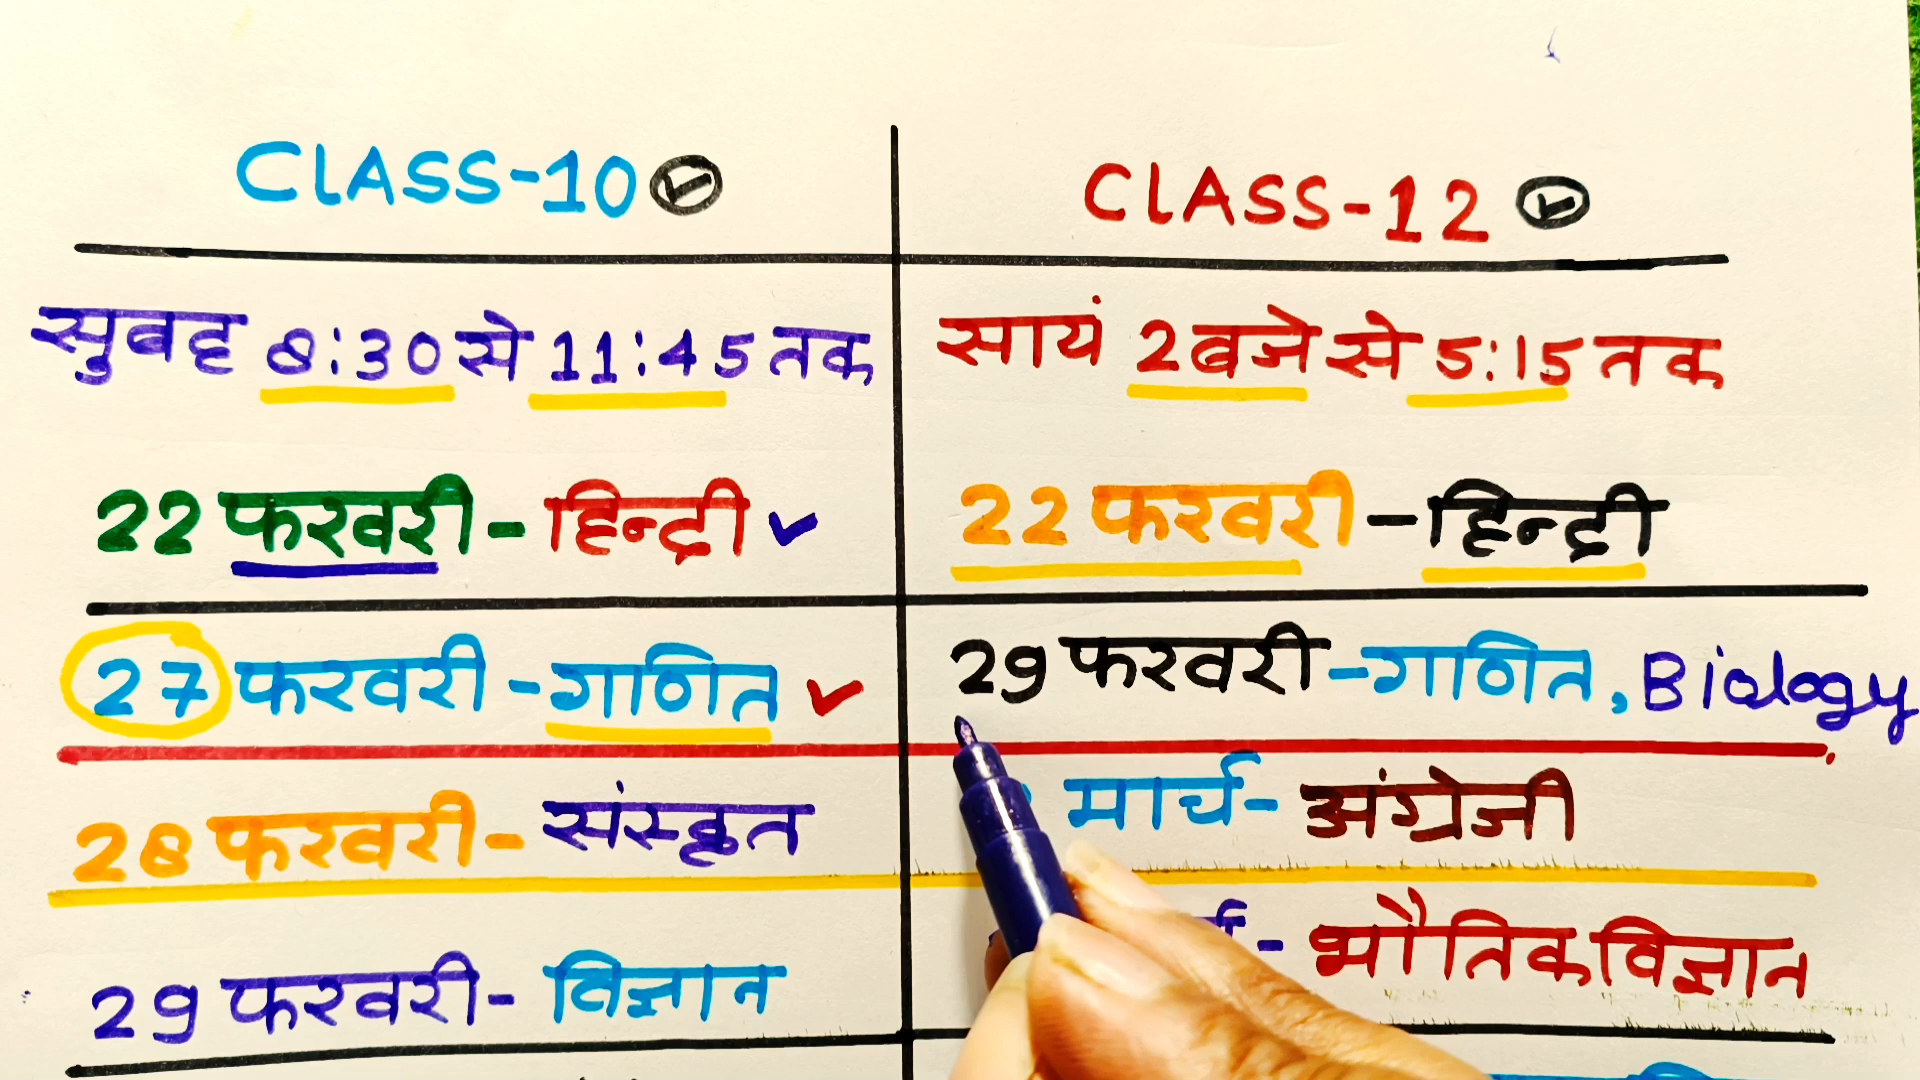 CLASS-10
सुबह 8:30 से 11:45 तक
22 फरवरी - हिन्दी
27 फरवरी - गणित
28 फरवरी - संस्कृत
29 फरवरी - विज्ञान
CLASS-12
सायं 2 बजे से 5:15 तक
22 फरवरी - हिन्दी
29 फरवरी - गणित, Biology
मार्च - अंग्रेजी
- भौतिक विज्ञान